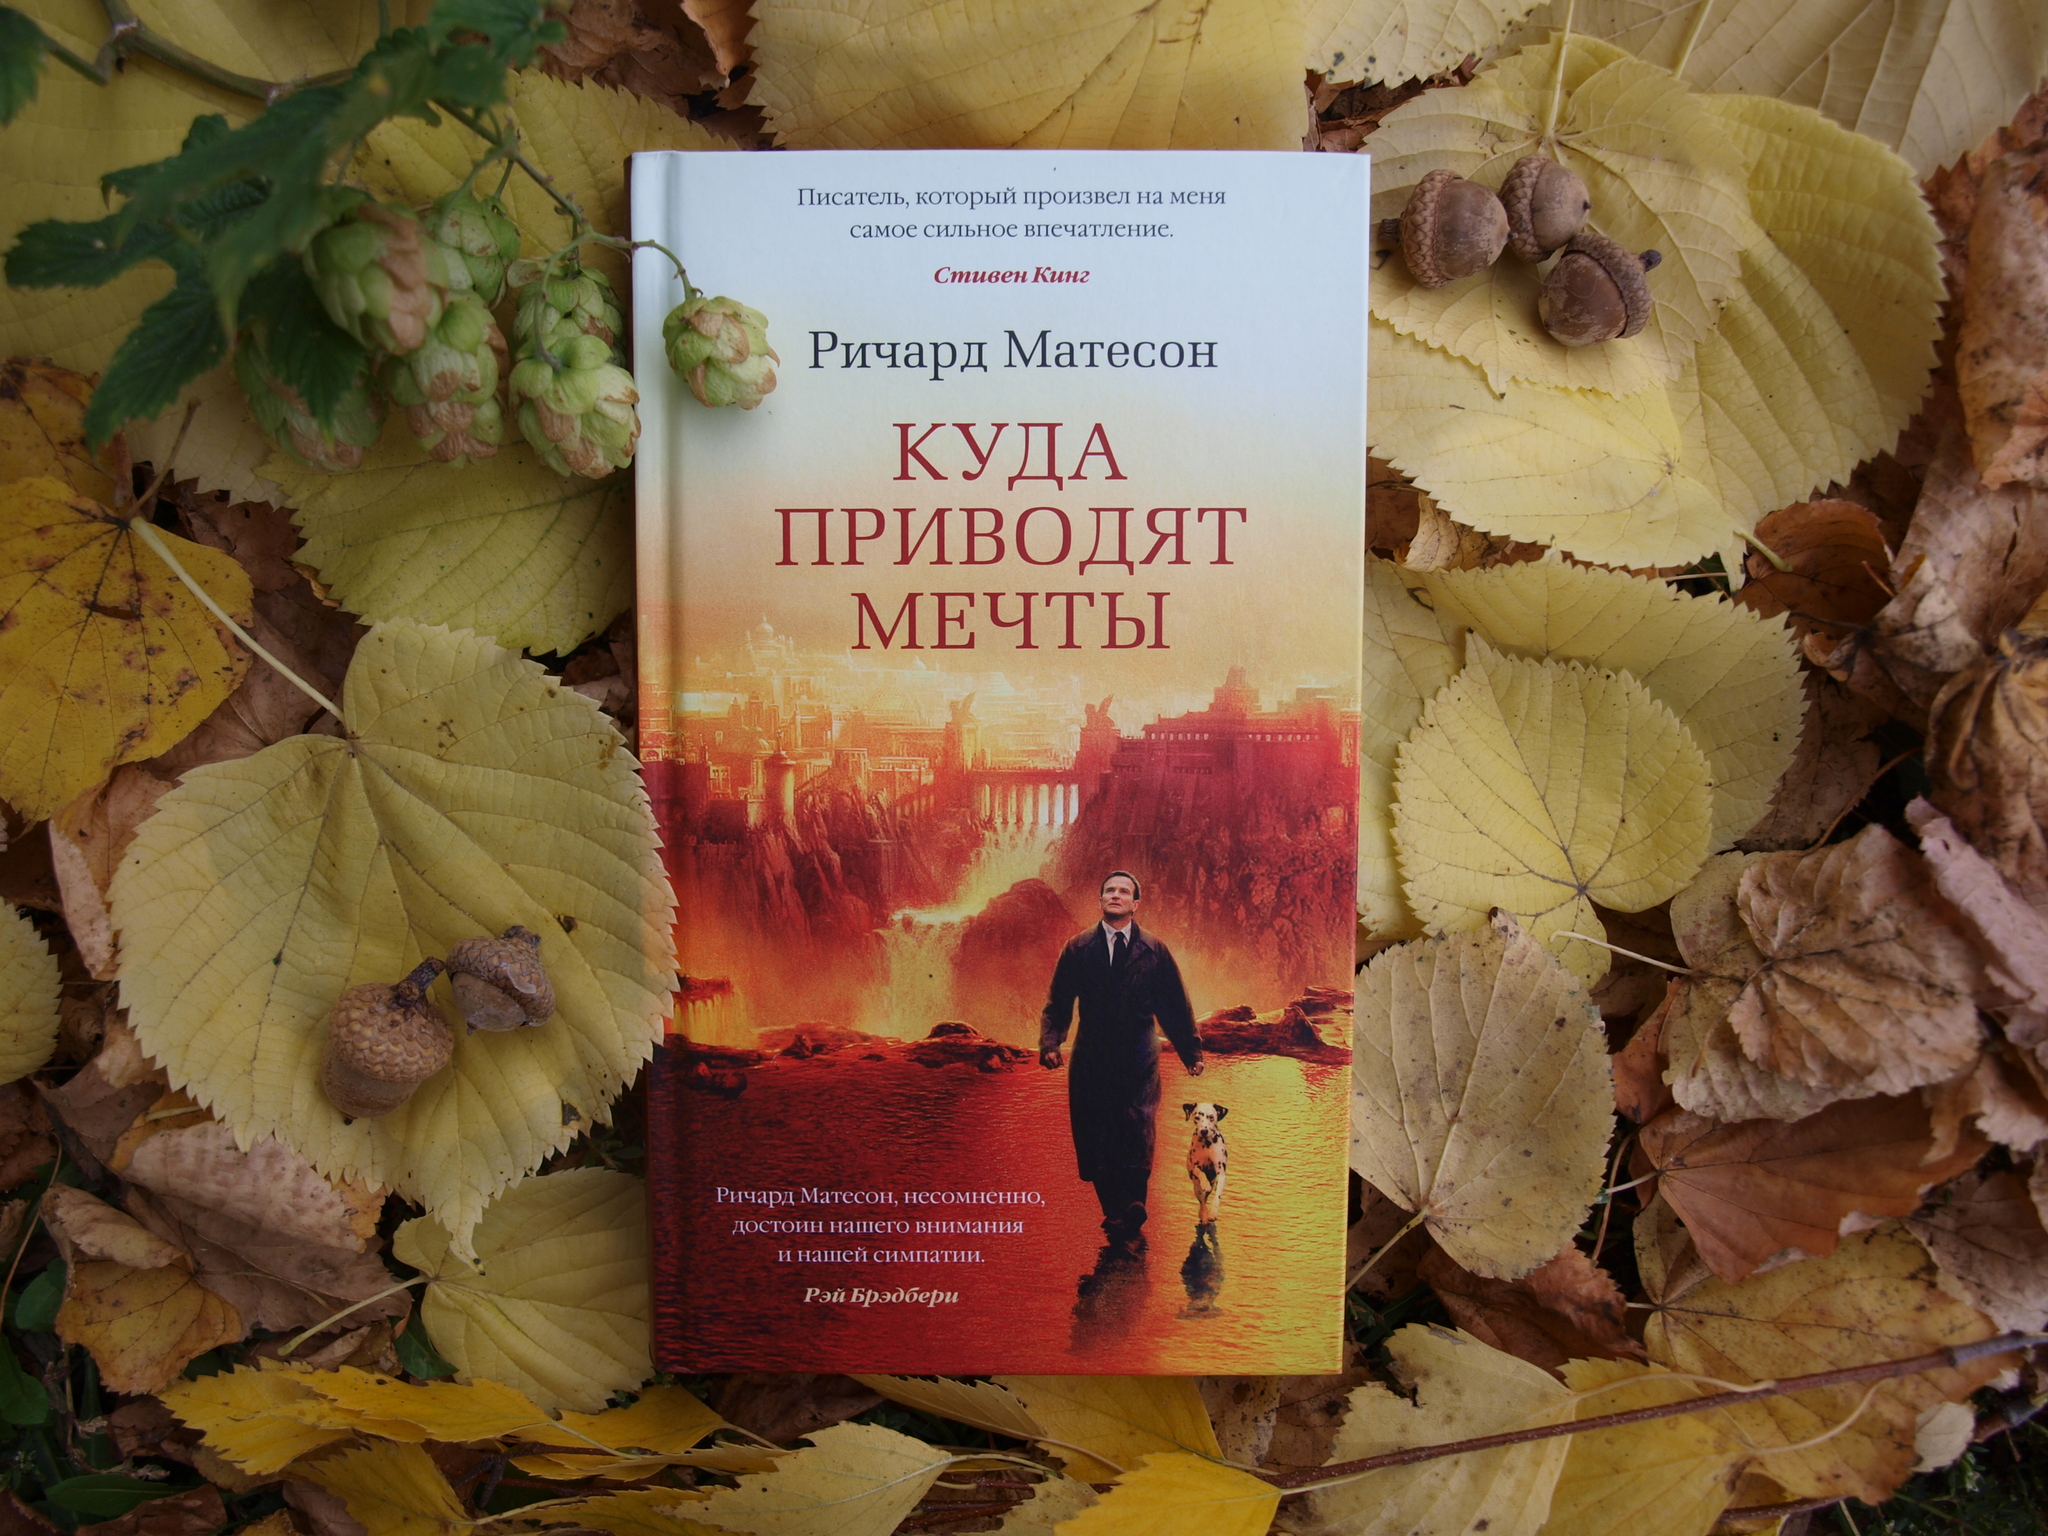 Писатель, который произвел на меня
самое сильное впечатление.
Стивен Кинг
Ричард Матесон
КУДА
ПРИВОДЯТ
МЕЧТЫ
Ричард Матесон, несомненно,
достоин нашего внимания
и нашей симпатии.
Рэй Брэдбери